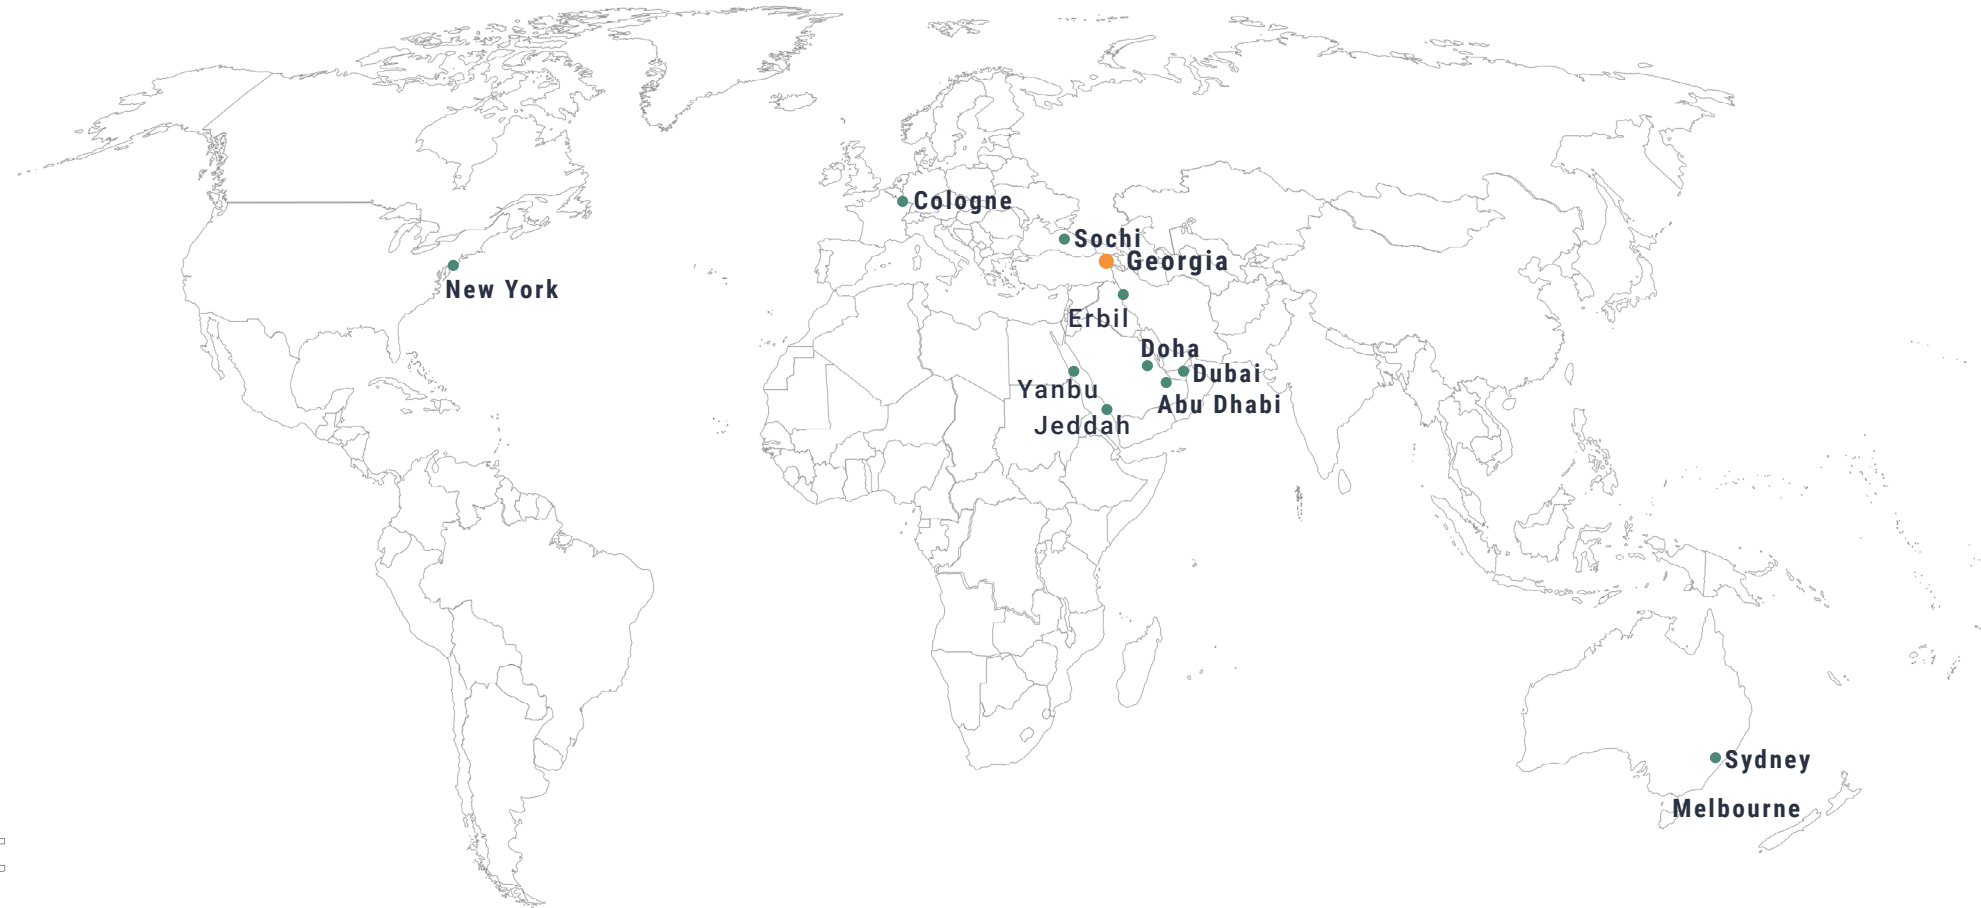 Cologne
Sochi
Georgia
New York
Erbil
Doha
Dubai
Yanbu
Abu Dhabi
Jeddah
Sydney
Melbourne